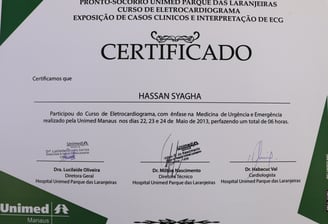 PRONTO-SOCORRO UNIMED PARQUE DAS LARANJEIRAS
CURSO DE ELETROCARDIOGRAMA
EXPOSIÇÃO DE CASOS CLINICOS E INTERPRETAÇÃO DE ECG
CERTIFICADO
Certificamos que
HASSAN SYAGHA
Participou do Curso de Eletrocardiograma, com ênfase na Medicina de Urgência e Emergência
realizado pela Unimed Manaus nos dias 22, 23 e 24 de Maio de 2013, perfazendo um total de 06 horas.
Dra. Lucileide Oliveira
Diretora Geral
Hospital Unimed Parque das Laranjeiras
Dr. Milton Nascimento
Diretor Técnico
Hospital Unimed Parque das Laranjeiras
Dr. Habacuc Val
Cardiologista
Hospital Unimed Parque das Laranjeiras
Unimed
Manaus